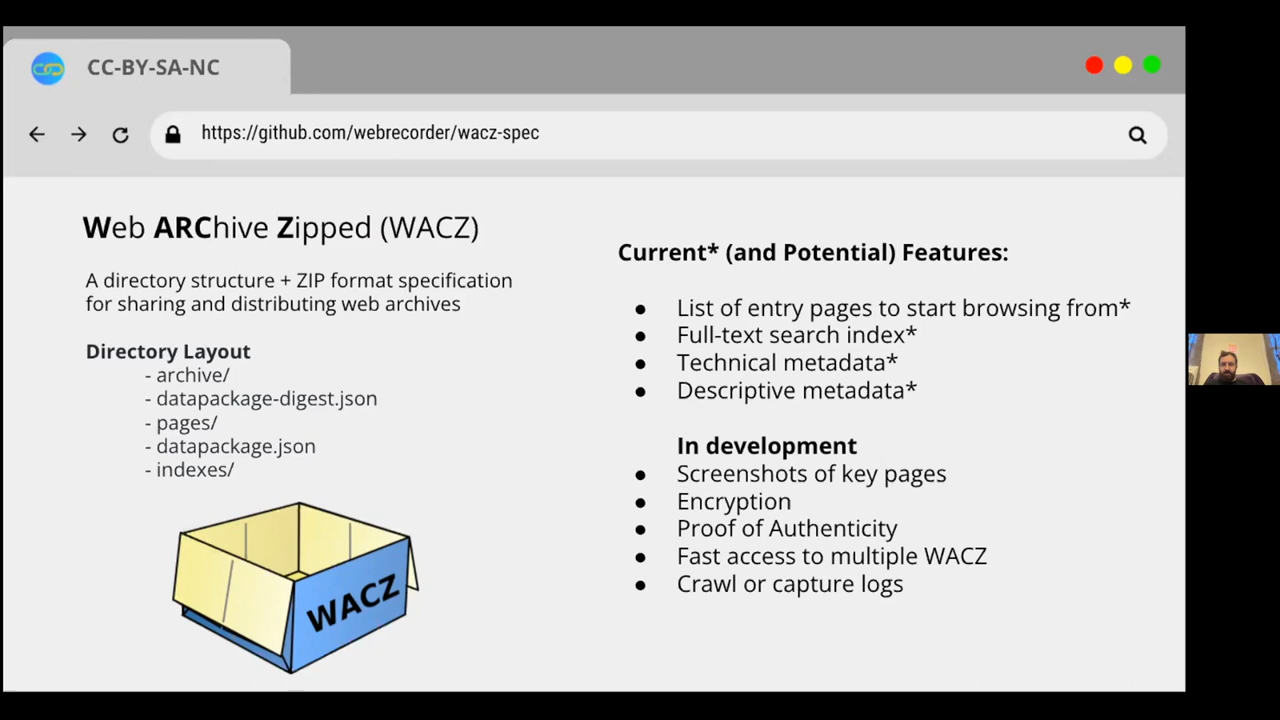 CC-BY-SA-NC
https://github.com/webrecorder/wacz-spec
Web ARChive Zipped (WACZ)
A directory structure + ZIP format specification
for sharing and distributing web archives
Directory Layout
- archive/
- datapackage-digest.json
- pages/
- datapackage.json
- indexes/
WACZ
Current* (and Potential) Features:
● List of entry pages to start browsing from*
● Full-text search index*
● Technical metadata*
● Descriptive metadata*
In development
● Screenshots of key pages
● Encryption
● Proof of Authenticity
● Fast access to multiple WACZ
● Crawl or capture logs